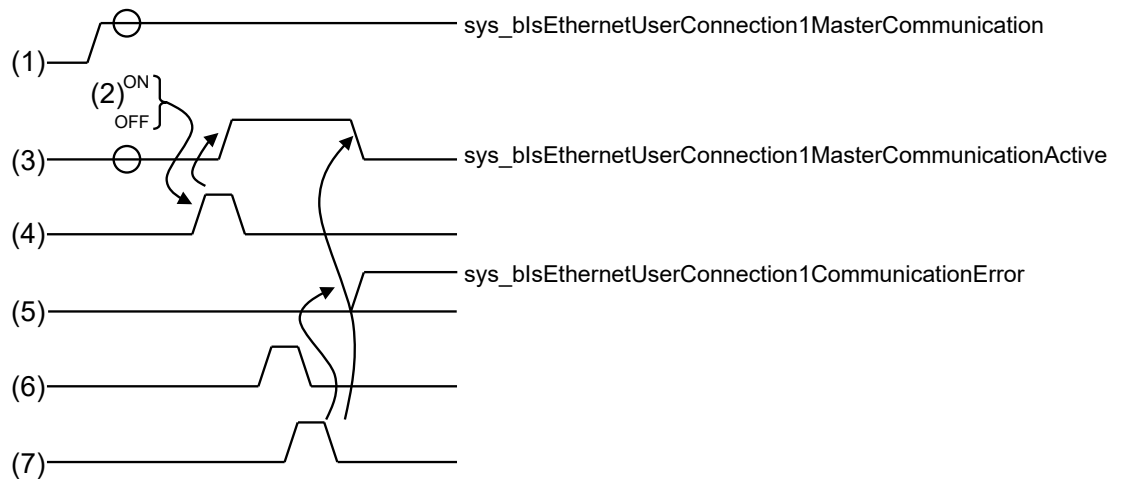 sys_bIsEthernetUserConnection1MasterCommunication
(1)
(2) ON
OFF
(3) sys_bIsEthernetUserConnection1MasterCommunicationActive
(4)
sys_bIsEthernetUserConnection1CommunicationError
(5)
(6)
(7)